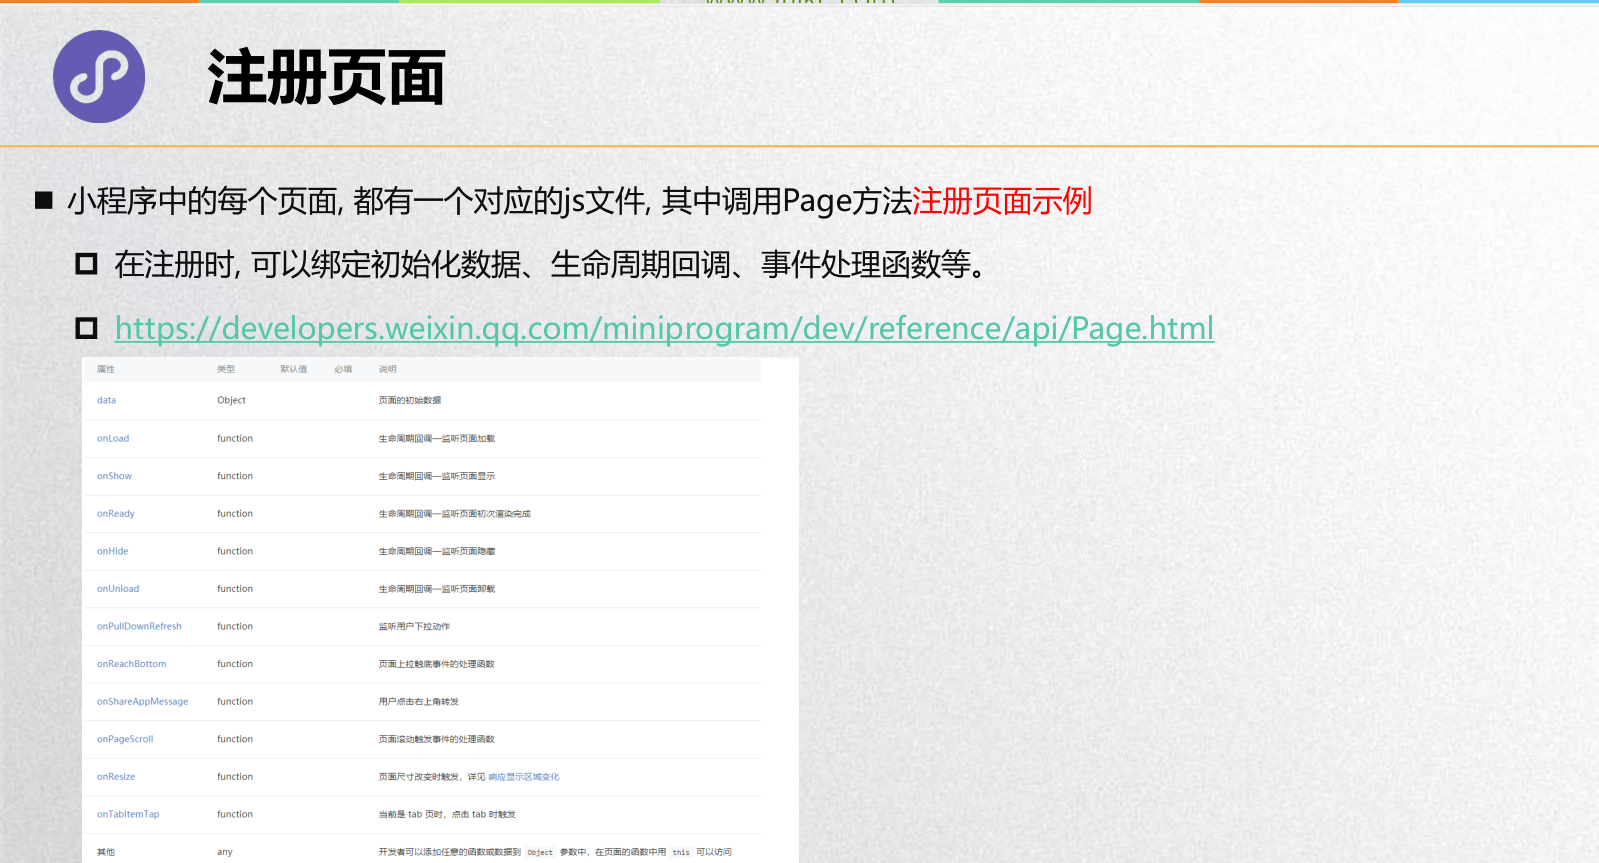 注册页面
小程序中的每个页面, 都有一个对应的js文件, 其中调用Page方法注册页面示例
在注册时, 可以绑定初始化数据、生命周期回调、事件处理函数等。
https://developers.weixin.qq.com/miniprogram/dev/reference/api/Page.html
属性 类型 默认值 必填 说明
data Object 页面的初始数据
onLoad function 生命周期回调—监听页面加载
onShow function 生命周期回调—监听页面显示
onReady function 生命周期回调—监听页面初次渲染完成
onHide function 生命周期回调—监听页面隐藏
onUnload function 生命周期回调—监听页面卸载
onPullDownRefresh function 监听用户下拉动作
onReachBottom function 页面上拉触底事件的处理函数
onShareAppMessage function 用户点击右上角转发
onPageScroll function 页面滚动触发事件的处理函数
onResize function 页面尺寸改变时触发，详见 响应显示区域变化
onTabItemTap function 当前是 tab 页时，点击 tab 时触发
其他 any 开发者可以添加任意的函数或数据到 Object 参数中，在页面的函数中用 this 可以访问